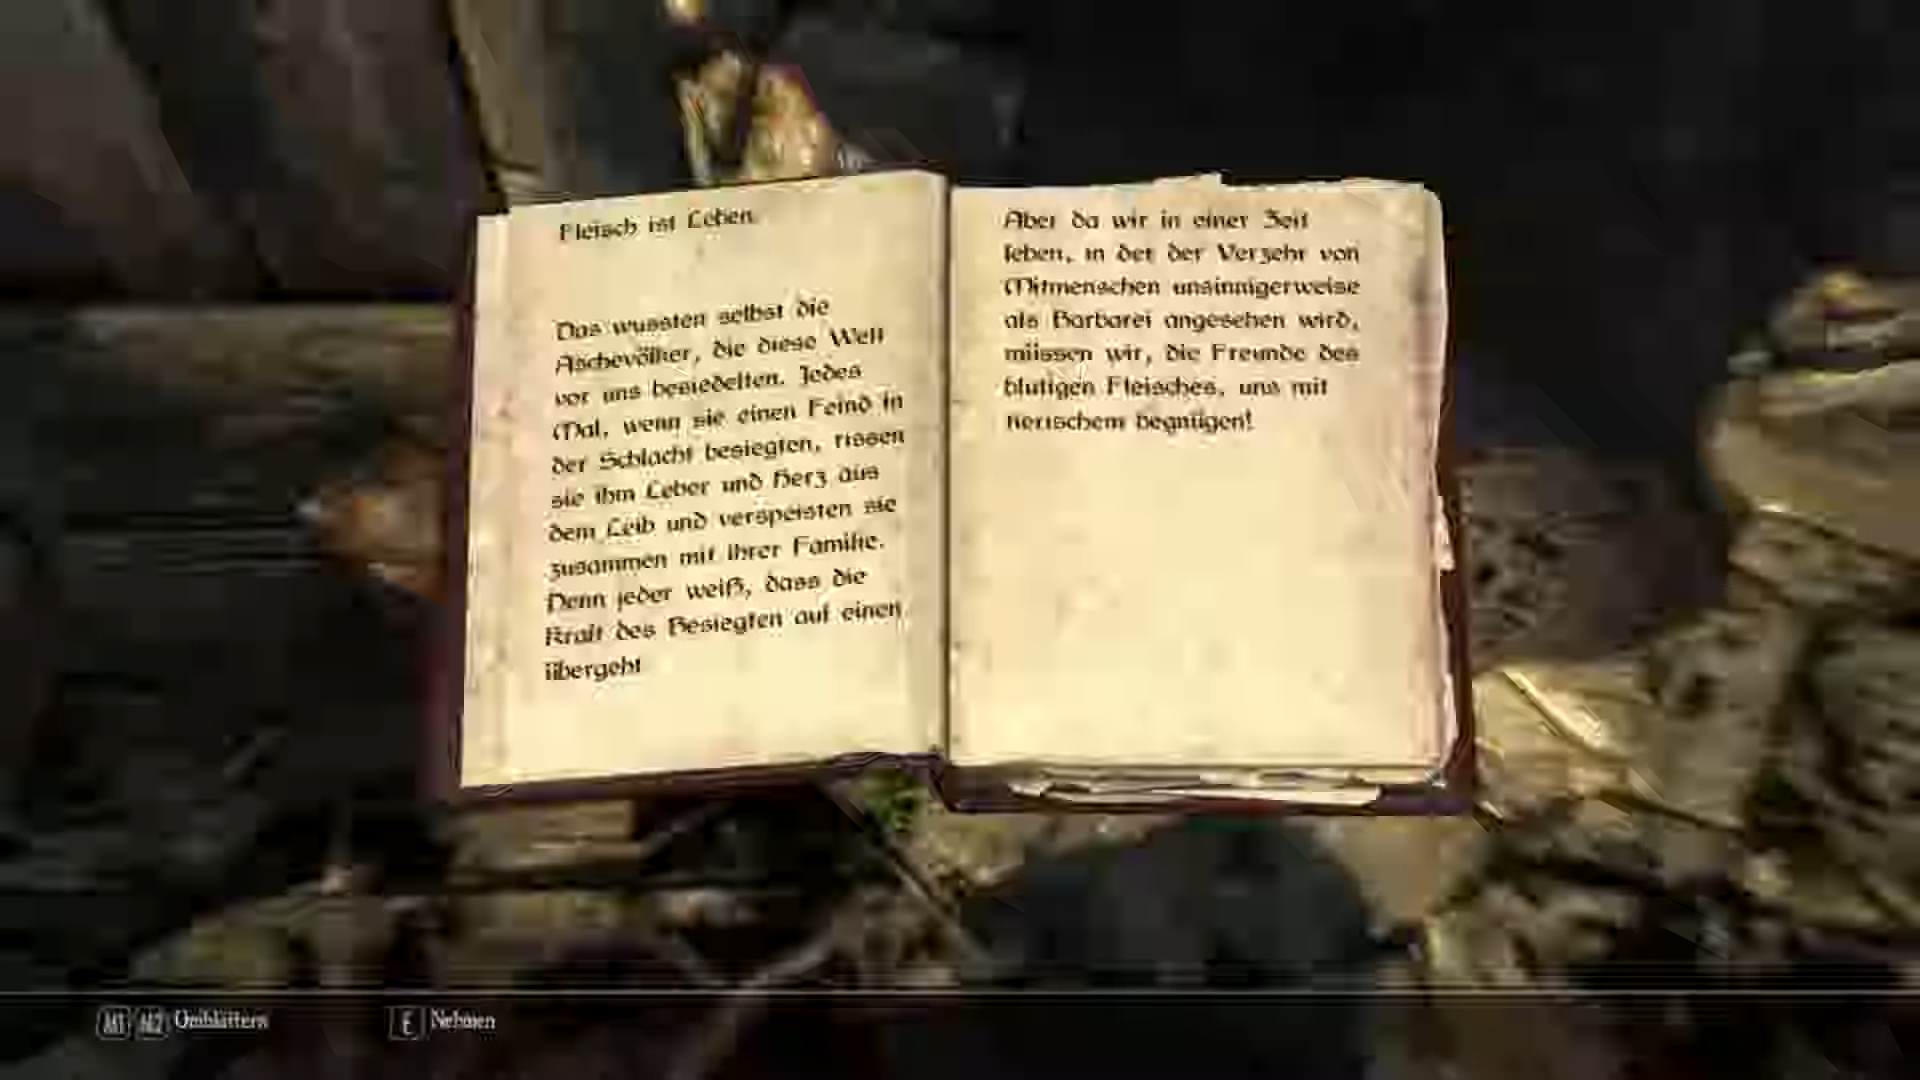 Fleisch ist Leben.
Das wussten selbst die
Aschevölker, die diese Welt
vor uns besiedelten. Jedes
Mal, wenn sie einen Feind in
der Schlacht besiegten, rissen
sie ihm Leber und Herz aus
dem Leib und verspeisten sie
zusammen mit ihrer Familie.
Denn jeder weiß, dass die
Kraft des Besiegten auf einen
übergeht
Aber da wir in einer Zeit
leben, in der der Verzehr von
Mitmenschen unsinnigerweise
als Barbarei angesehen wird,
müssen wir, die Freunde des
blutigen Fleisches, uns mit
tierischem begnügen!
M1 M2 Umblättern
E Nehmen